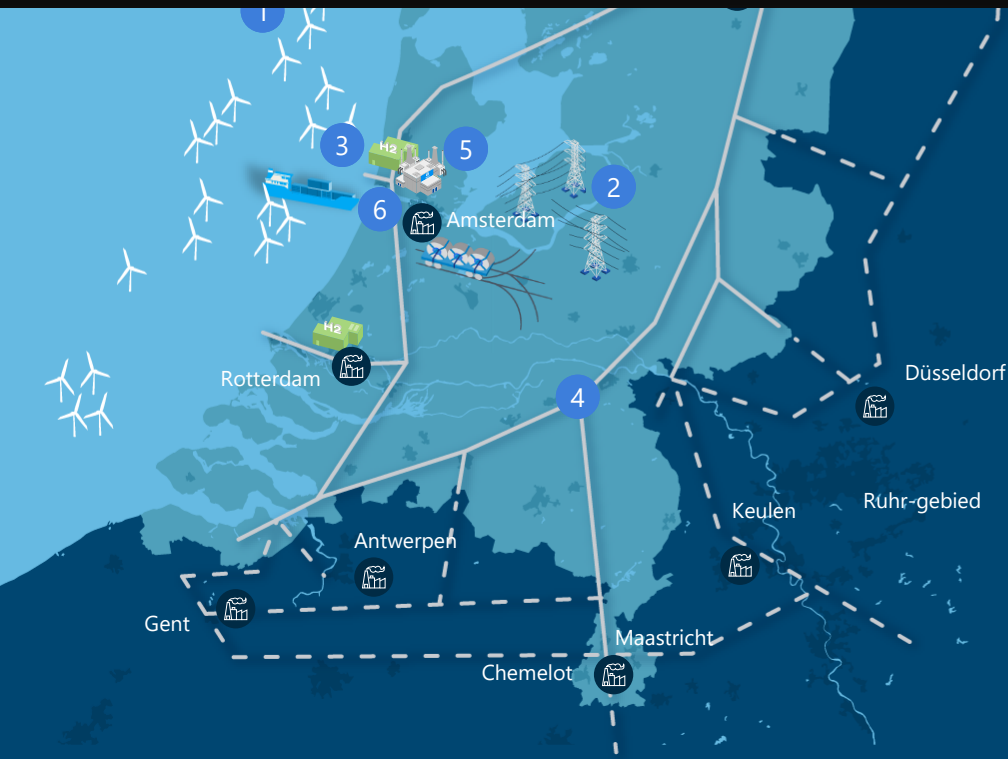 1
3
H2
5
2
6
Amsterdam
H2
Rotterdam
4
Düsseldorf
Keulen
Ruhr-gebied
Antwerpen
Gent
Maastricht
Chemelot